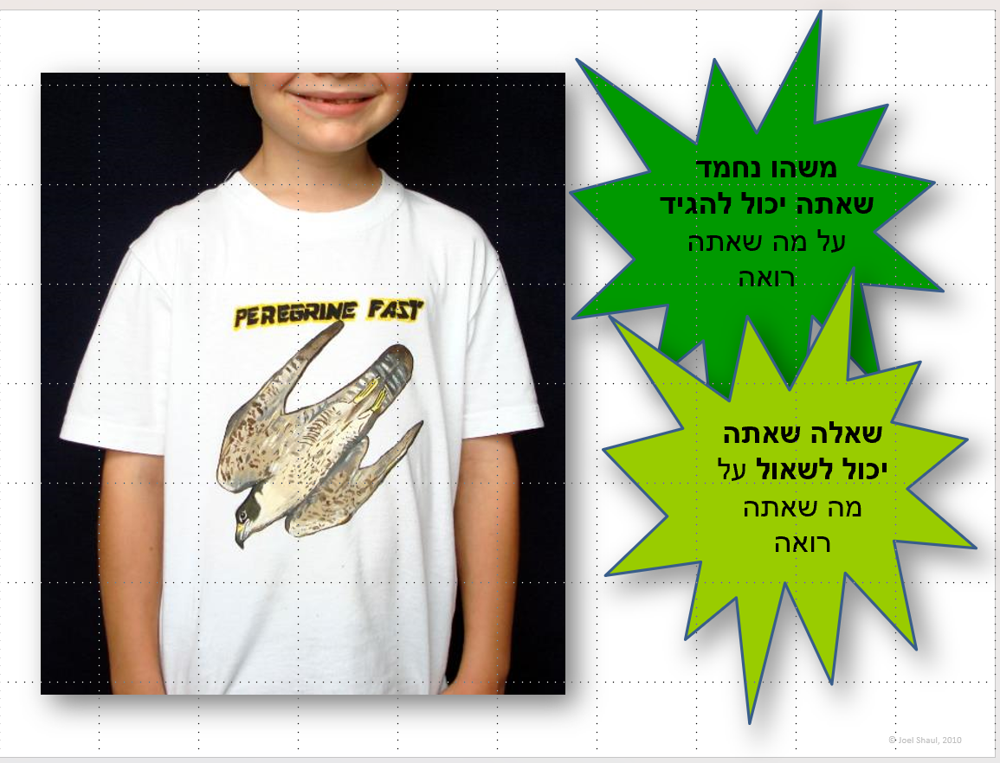 PEREGRINE FAST
משהו נחמד
שאתה יכול להגיד
על מה שאתה
רואה
שאלה שאתה
יכול לשאול על
מה שאתה
רואה
© Joel Shaul, 2010